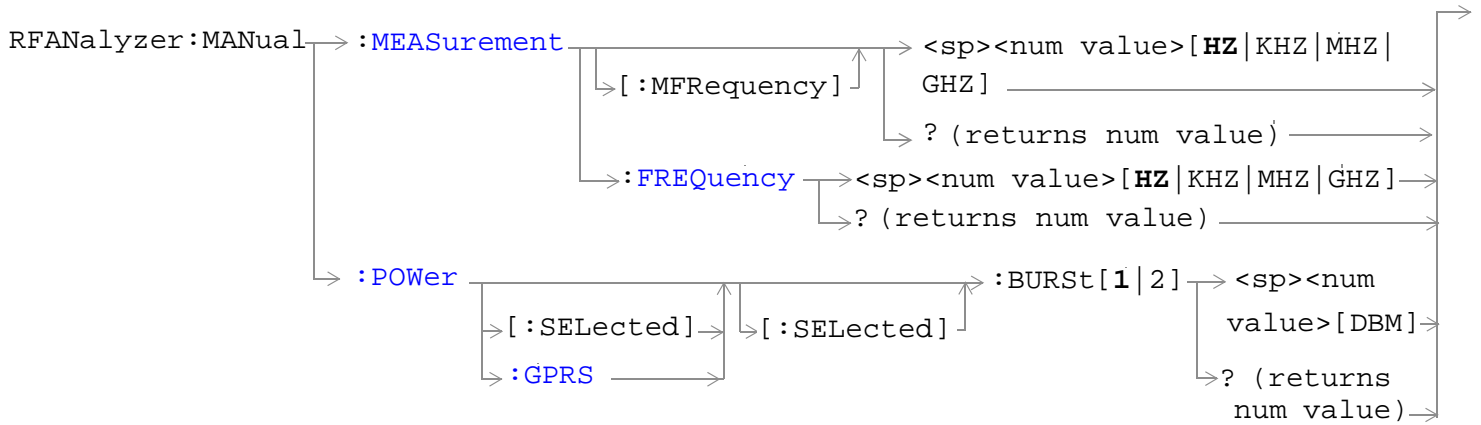 RFANalyzer:MANual :MEASurement <sp><num value>[HZ|KHZ|MHZ|
[:MFRequency] GHZ]
? (returns num value)
:FREQuency <sp><num value>[HZ|KHZ|MHZ|GHZ]
? (returns num value)
:POWer :BURSt[1|2] <sp><num
[:SELected] [:SELected] value>[DBM]
:GPRS ? (returns
num value)